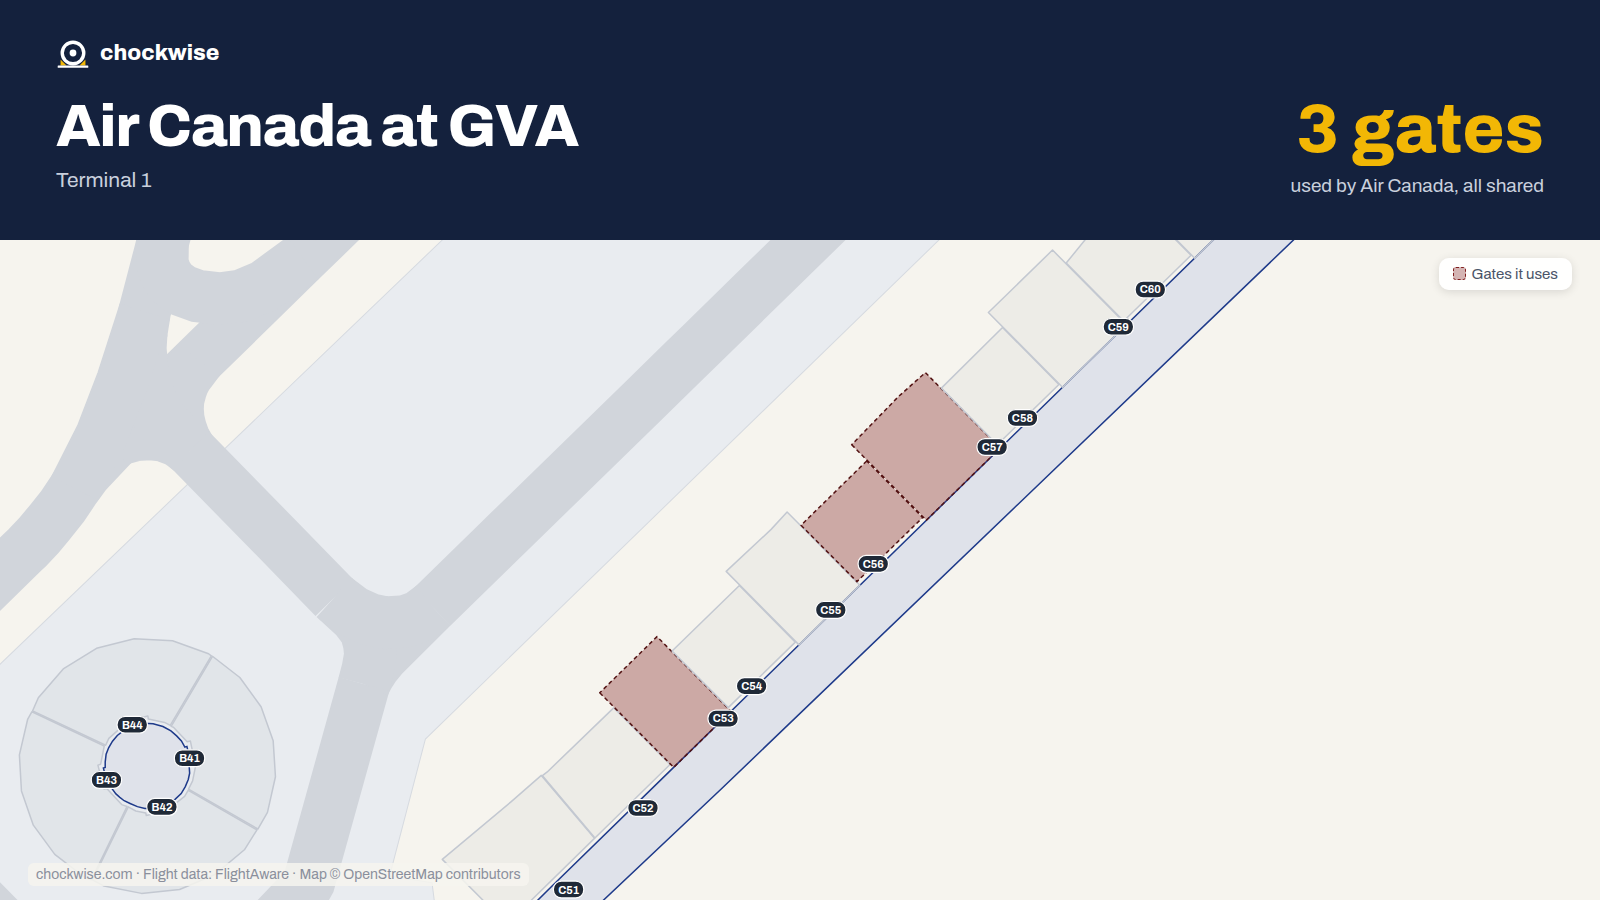 chockwise
Air Canada at GVA
Terminal 1
3 gates
used by Air Canada, all shared
Gates it uses
C60
C59
C58
C57
C56
C55
C54
C53
C52
C51
B44
B41
B43
B42
chockwise.com · Flight data: FlightAware · Map © OpenStreetMap contributors